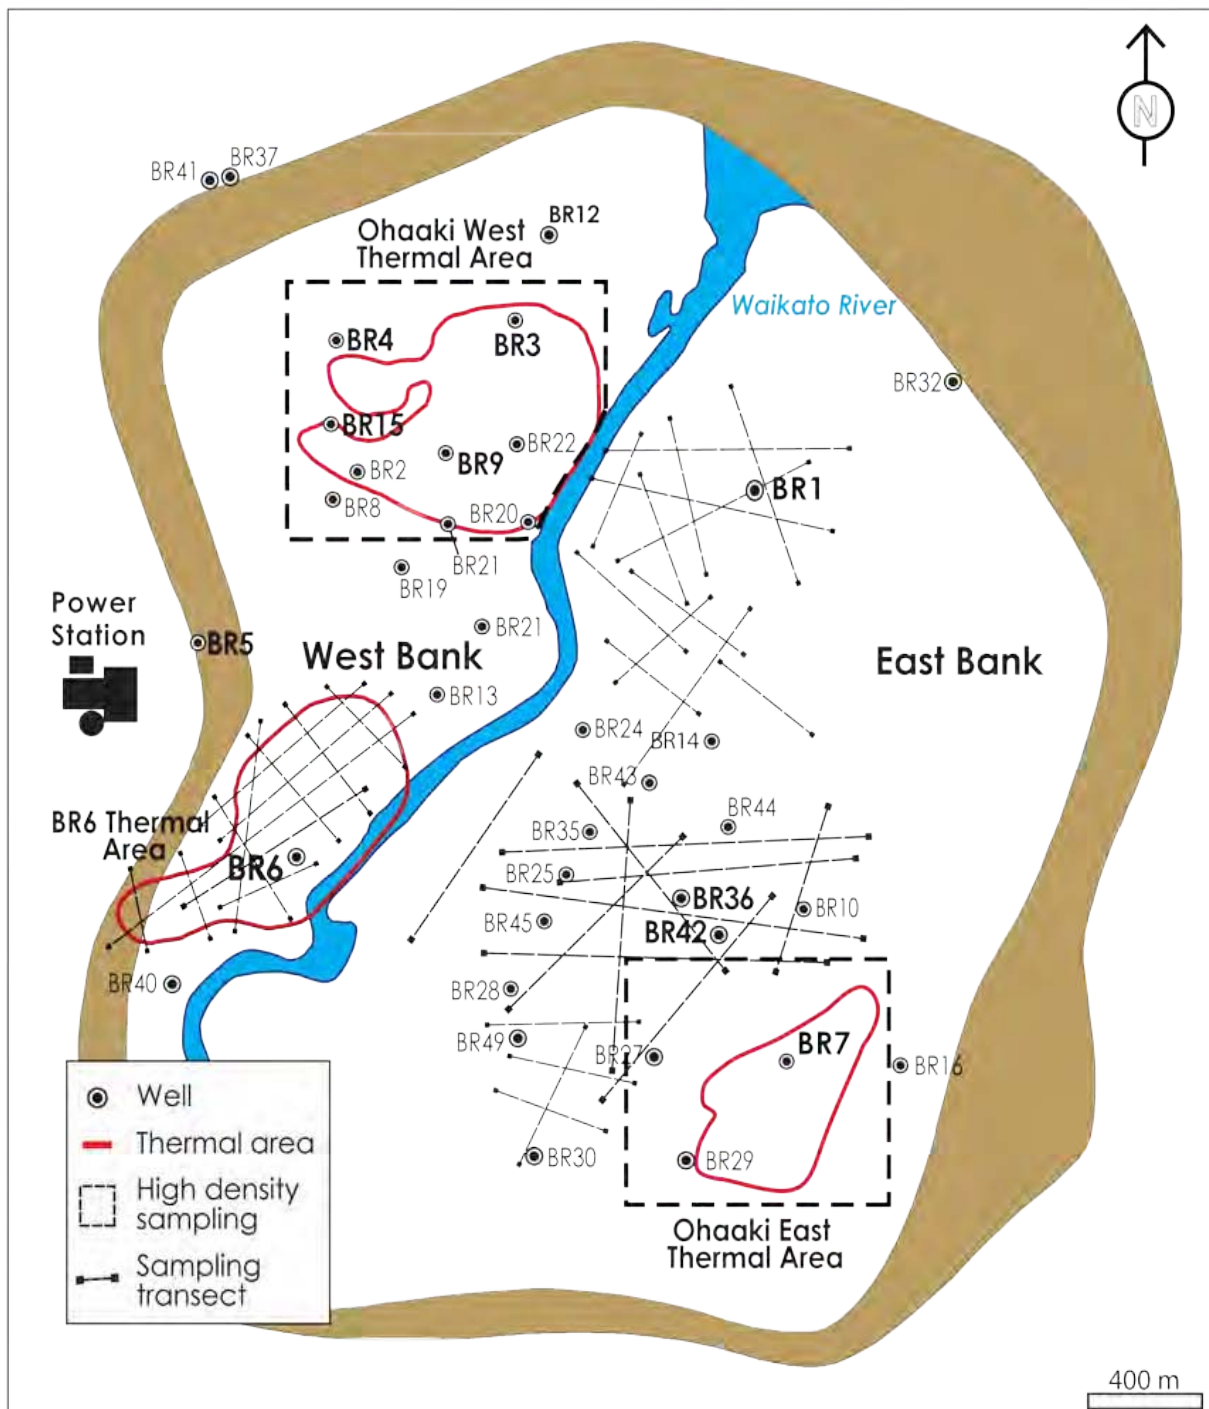 N
BR41
BR37
BR12
Ohaaki West
Thermal Area
Waikato River
BR4
BR3
BR32
BR15
BR22
BR9
BR2
BR1
BR8
BR20
BR21
BR19
Power
Station
BR21
BR5
West Bank
East Bank
BR13
BR24
BR14
BR43
BR6 Thermal
Area
BR35
BR44
BR6
BR25
BR36
BR10
BR45
BR42
BR40
BR28
BR49
BR27
BR7
BR16
Well
Thermal area
BR30
BR29
High density
sampling
Ohaaki East
Thermal Area
Sampling
transect
400 m